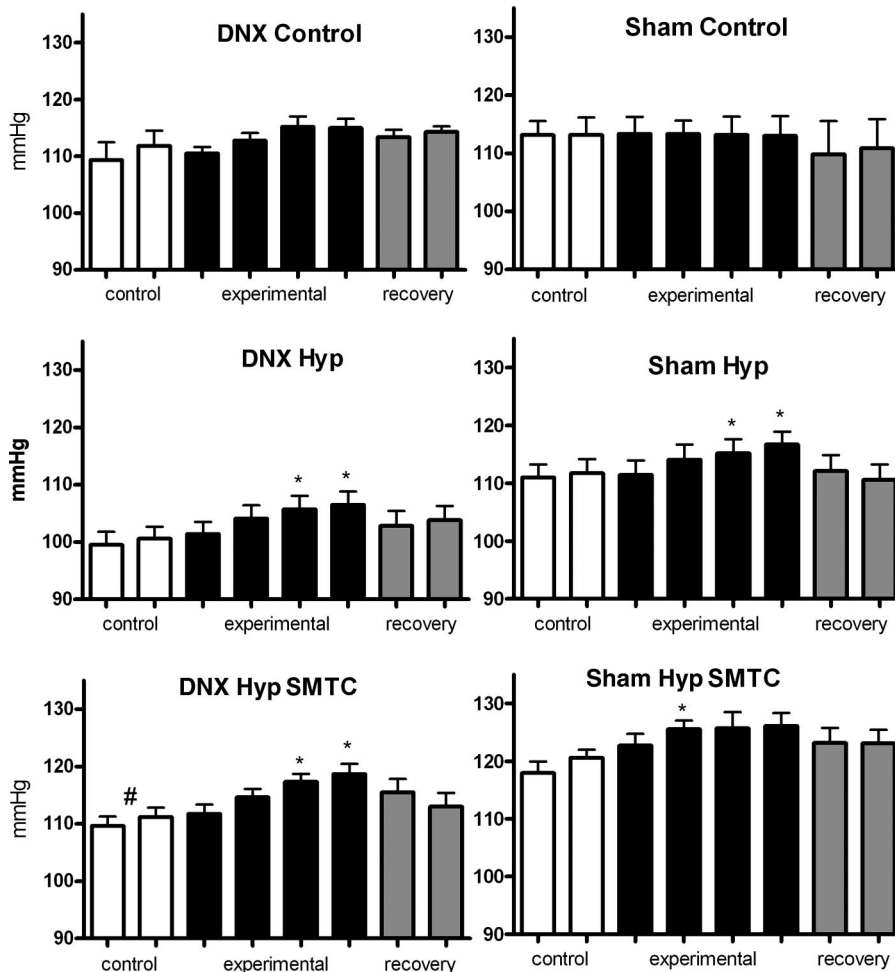 DNX Control
mmHg
130
120
110
100
90
control experimental recovery
Sham Control
130
120
110
100
90
control experimental recovery
DNX Hyp
mmHg
130
120
110
100
90
* *
control experimental recovery
Sham Hyp
130
120
110
100
90
* *
control experimental recovery
DNX Hyp SMTC
mmHg
130
120
110
100
90
# * *
control experimental recovery
Sham Hyp SMTC
130
120
110
100
90
*
control experimental recovery